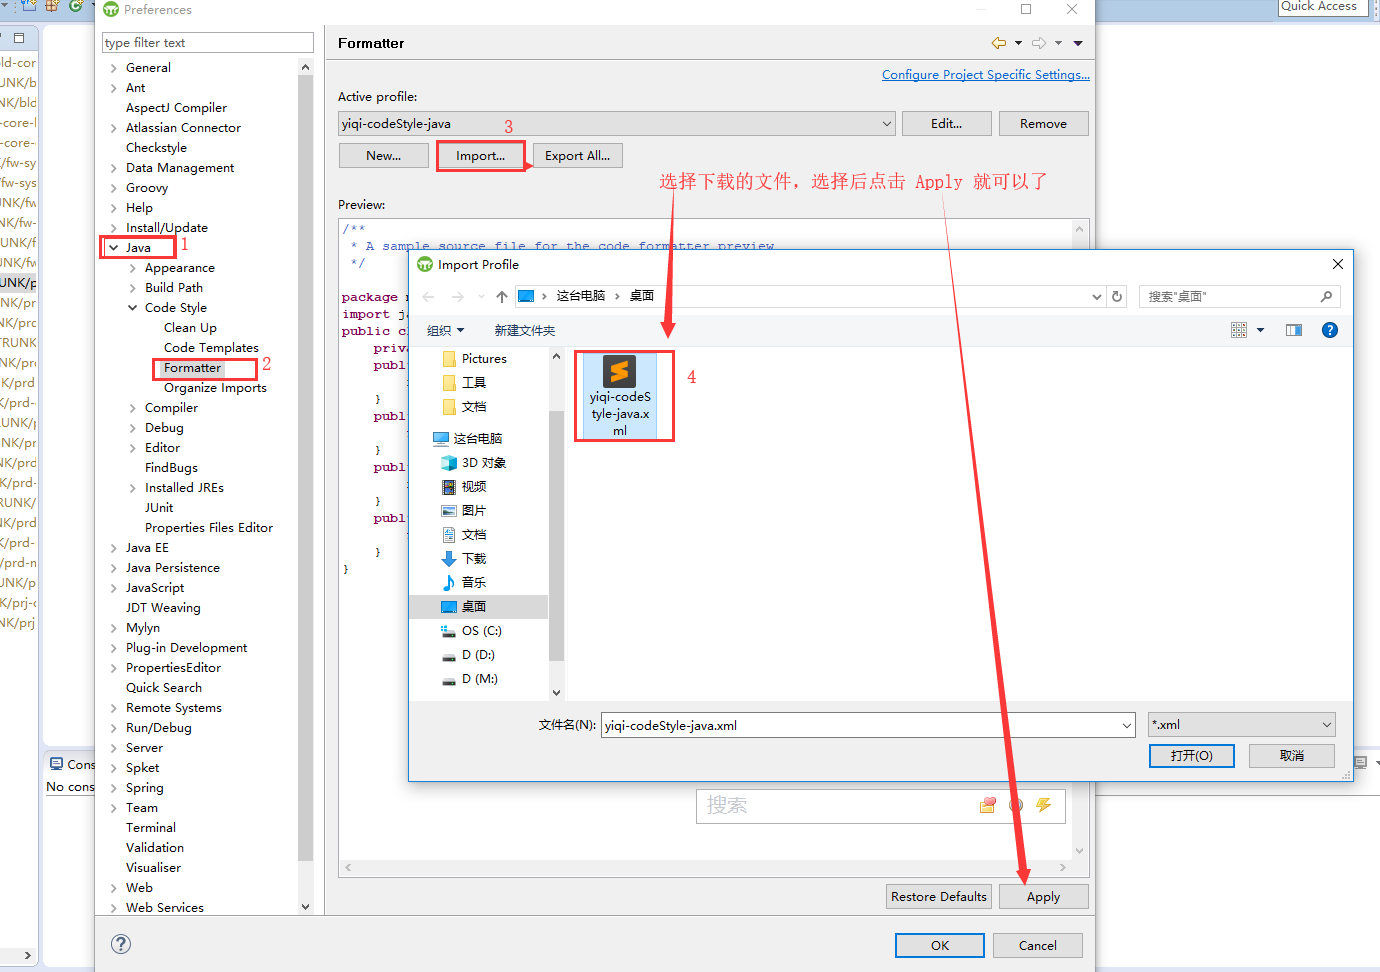 Preferences
Quick Access
type filter text
General
Ant
AspectJ Compiler
Atlassian Connector
Checkstyle
Data Management
Groovy
Help
Install/Update
Java
1
Appearance
Build Path
Code Style
Clean Up
Code Templates
Formatter
2
Organize Imports
Compiler
Debug
Editor
FindBugs
Installed JREs
JUnit
Properties Files Editor
Java EE
Java Persistence
JavaScript
JDT Weaving
Mylyn
Plug-in Development
PropertiesEditor
Quick Search
Remote Systems
Run/Debug
Server
Spket
Spring
Team
Terminal
Validation
Visualiser
Web
Web Services
Formatter
Configure Project Specific Settings...
Active profile:
yiqi-codeStyle-java
Edit...
Remove
3
New...
Import...
Export All...
选择下载的文件，选择后点击 Apply 就可以了
Preview:
/**
* A sample source file for the code formatter preview
*/
package
import
public
}
}
}
}
}
Import Profile
这台电脑
桌面
搜索"桌面"
组织
新建文件夹
Pictures
工具
文档
这台电脑
3D 对象
视频
图片
文档
下载
音乐
桌面
OS (C:)
D (D:)
D (M:)
yiqi-codeS
tyle-java.x
ml
4
文件名(N):
yiqi-codeStyle-java.xml
*.xml
打开(O)
取消
搜索
Restore Defaults
Apply
OK
Cancel
Cons
No cons